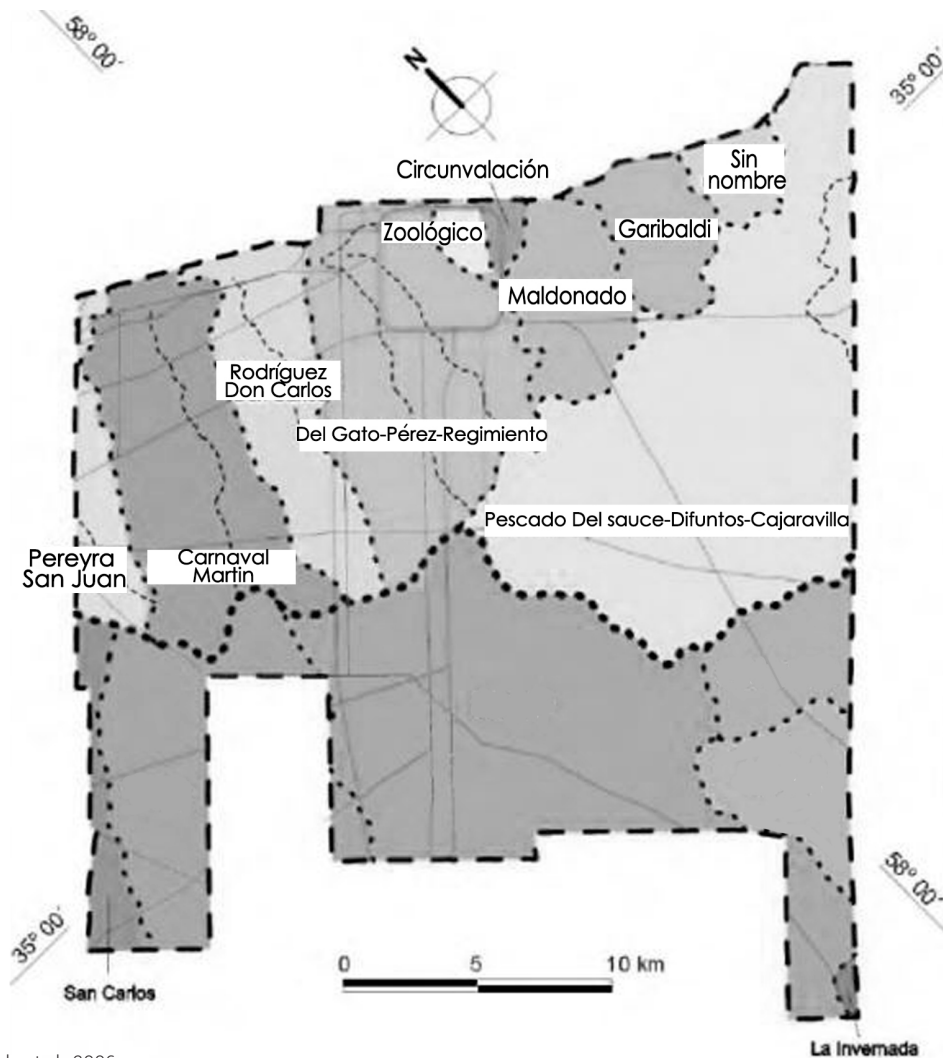 58° 00´
N
35° 00´
Circunvalación
Sin
nombre
Zoológico
Garibaldi
Maldonado
Rodríguez
Don Carlos
Del Gato-Pérez-Regimiento
Pescado Del sauce-Difuntos-Cajaravilla
Pereyra
San Juan
Carnaval
Martin
58° 00´
35° 00´
0 5 10 km
San Carlos
La Invernada